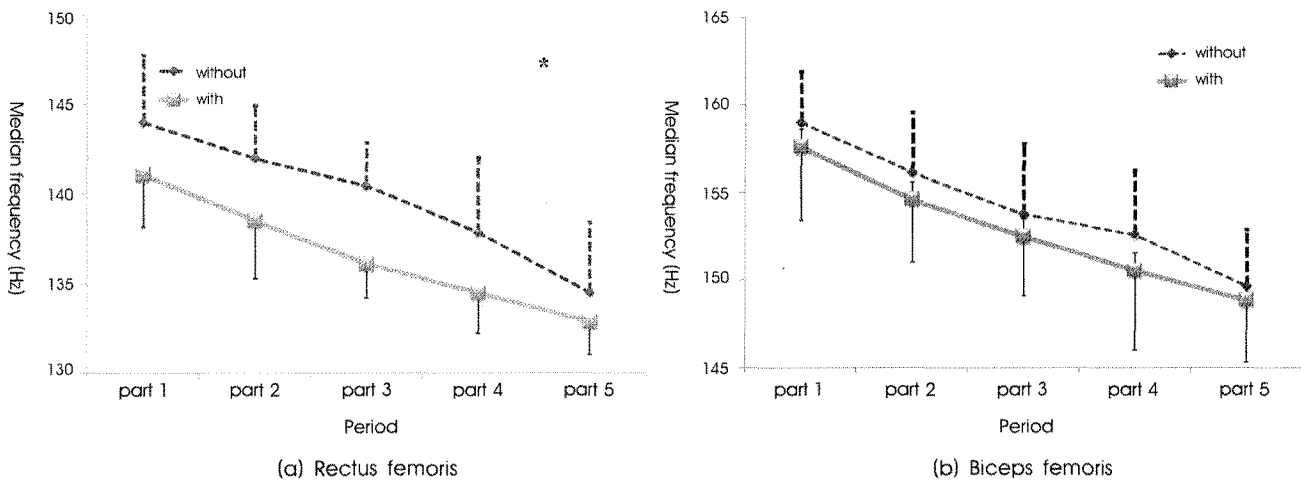 150
145
140
135
130
Median frequency (Hz)
without
with
*
part 1
part 2
part 3
part 4
part 5
Period
(a) Rectus femoris
165
160
155
150
145
Median frequency (Hz)
without
with
part 1
part 2
part 3
part 4
part 5
Period
(b) Biceps femoris